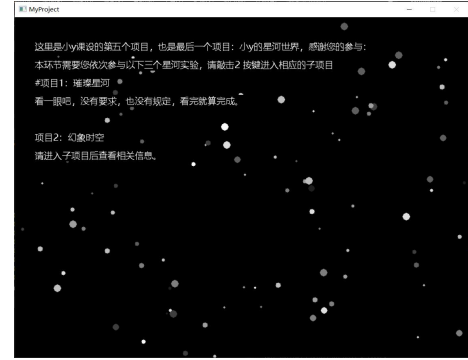 MyProject
这里是小y课设的第五个项目，也是最后一个项目：小y的星河世界，感谢您的参与：
本环节需要您依次参与以下三个星河实验，请敲击2 按键进入相应的子项目
#项目1：璀璨星河
看一眼吧，没有要求，也没有规定，看完就算完成。
项目2：幻象时空
请进入子项目后查看相关信息。